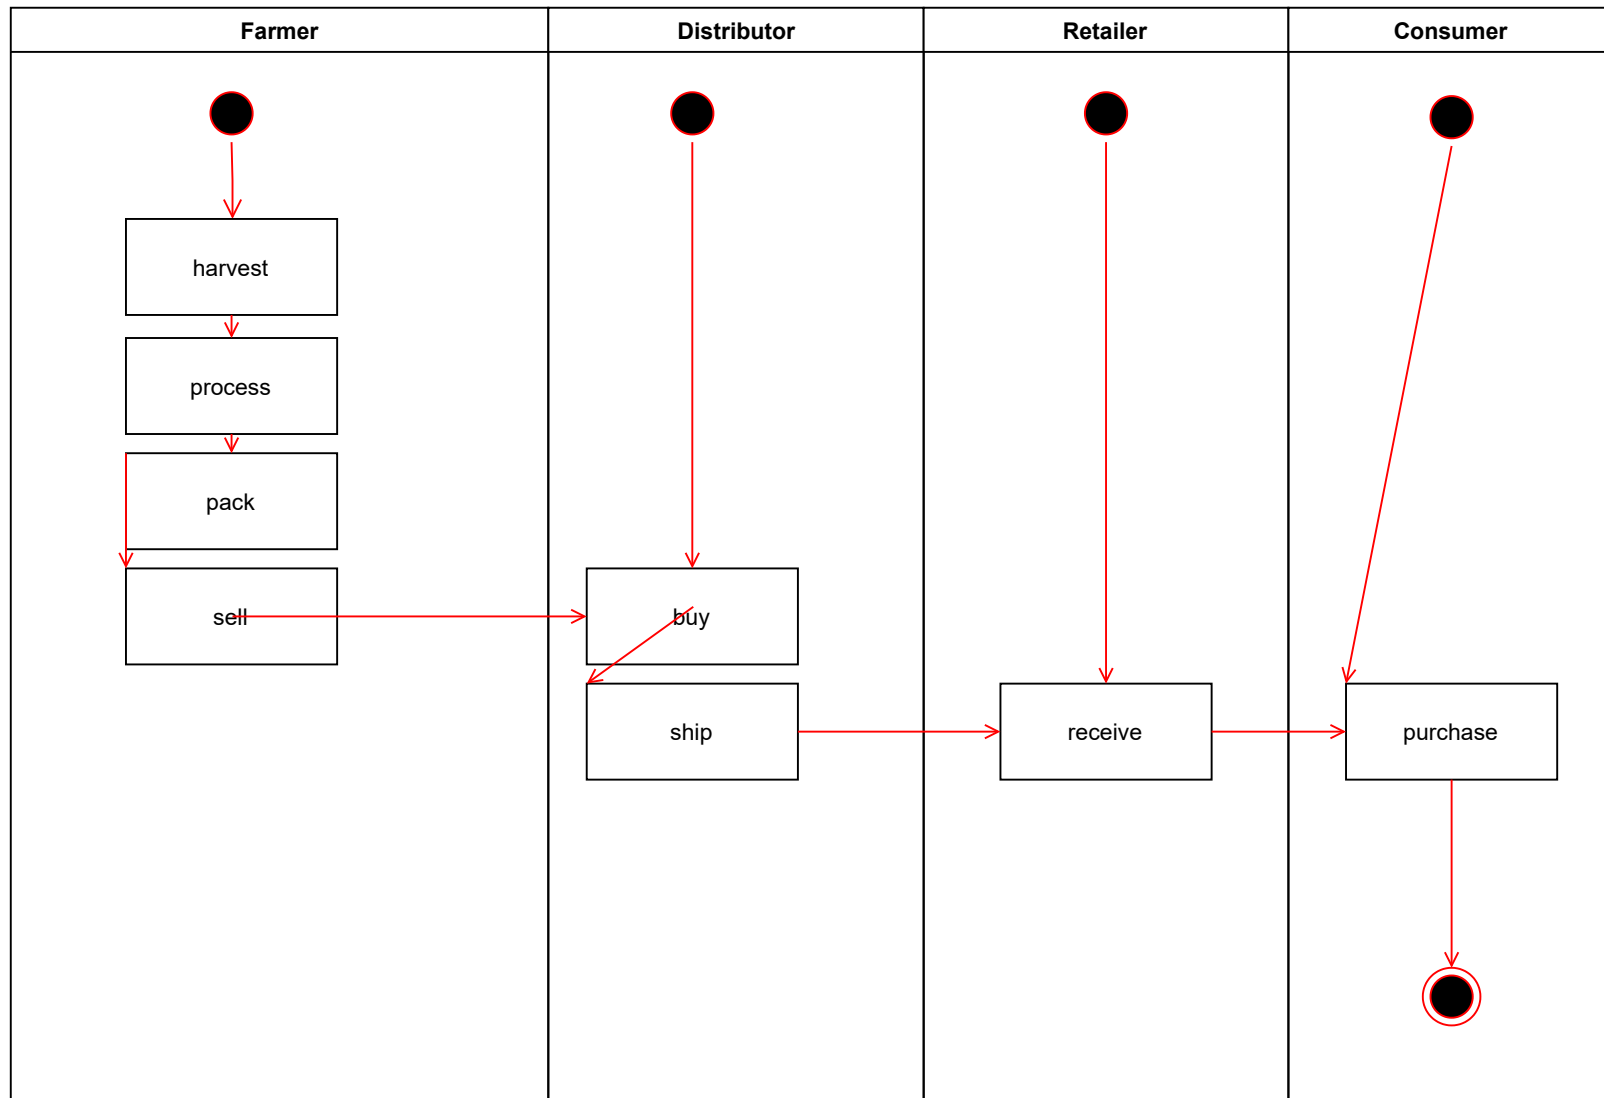 Farmer
Distributor
Retailer
Consumer
harvest
process
pack
sell
buy
ship
receive
purchase